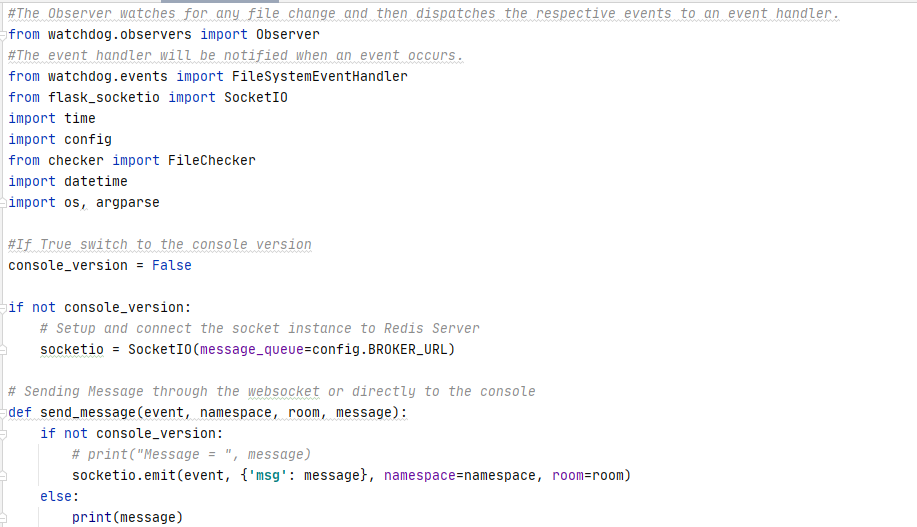 #The Observer watches for any file change and then dispatches the respective events to an event handler.
from watchdog.observers import Observer
#The event handler will be notified when an event occurs.
from watchdog.events import FileSystemEventHandler
from flask_socketio import SocketIO
import time
import config
from checker import FileChecker
import datetime
import os, argparse

#If True switch to the console version
console_version = False

if not console_version:
    # Setup and connect the socket instance to Redis Server
    socketio = SocketIO(message_queue=config.BROKER_URL)

# Sending Message through the websocket or directly to the console
def send_message(event, namespace, room, message):
    if not console_version:
        # print("Message = ", message)
        socketio.emit(event, {'msg': message}, namespace=namespace, room=room)
    else:
        print(message)